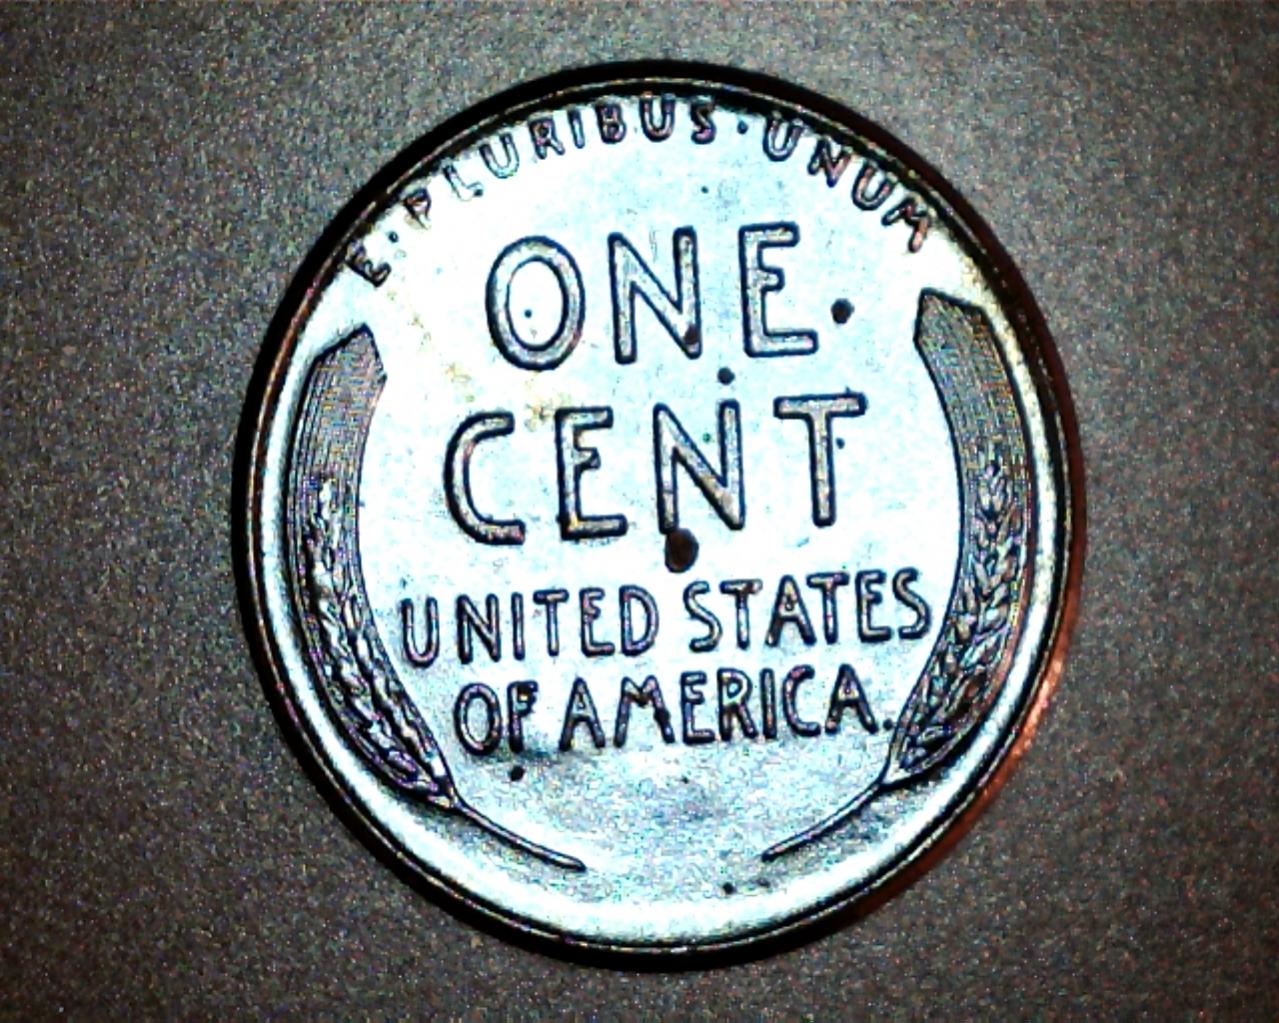 E·PLURIBUS·UNUM
ONE
CENT
UNITED STATES
OF AMERICA